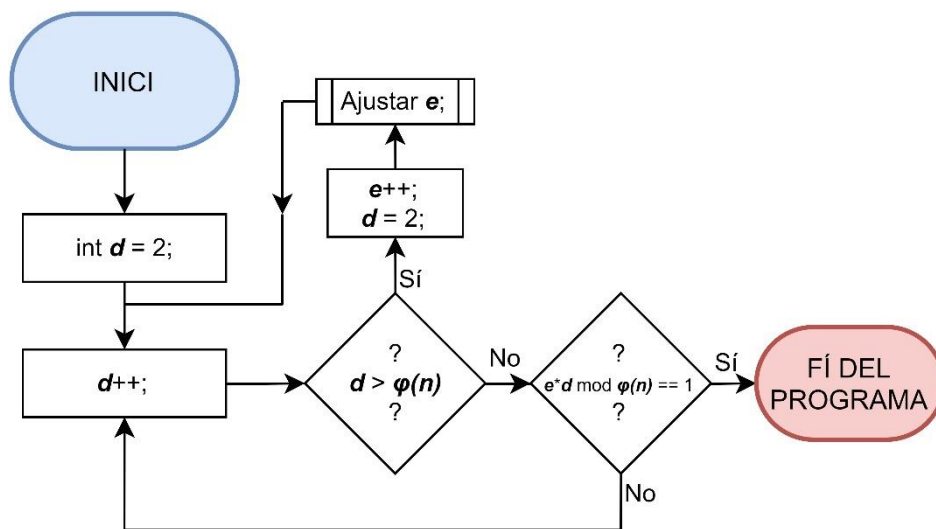 INICI
int d = 2;
d++;
Ajustar e;
e++;
d = 2;
Sí
?
d > φ(n)
?
No
?
e*d mod φ(n) == 1
?
Sí
No
FÍ DEL
PROGRAMA